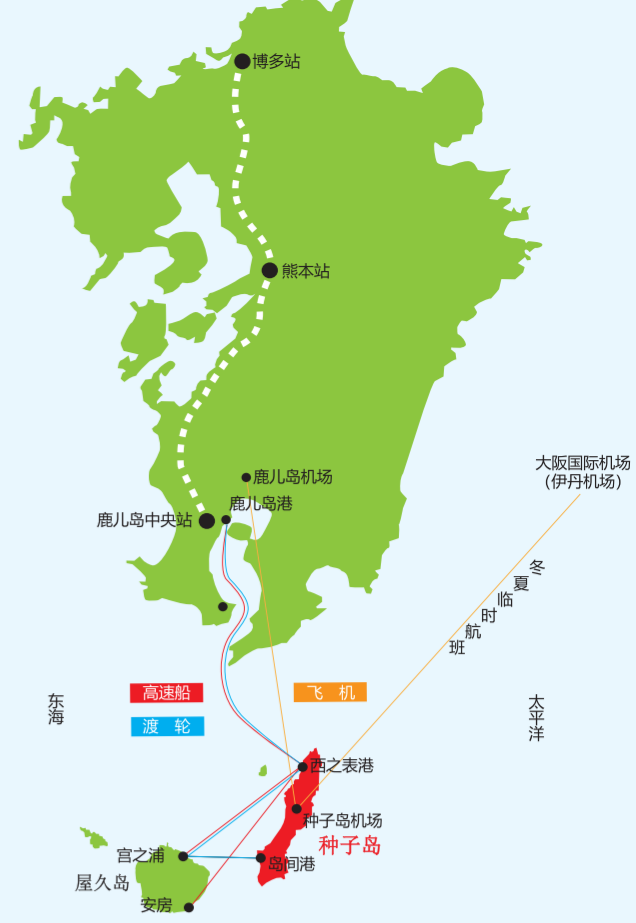 博多站
熊本站
大阪国际机场
（伊丹机场）
鹿儿岛机场
鹿儿岛港
鹿儿岛中央站
冬夏临时航班
高速船
飞 机
渡 轮
东海
太平洋
西之表港
种子岛机场
种子岛
宫之浦
岛间港
屋久岛
安房